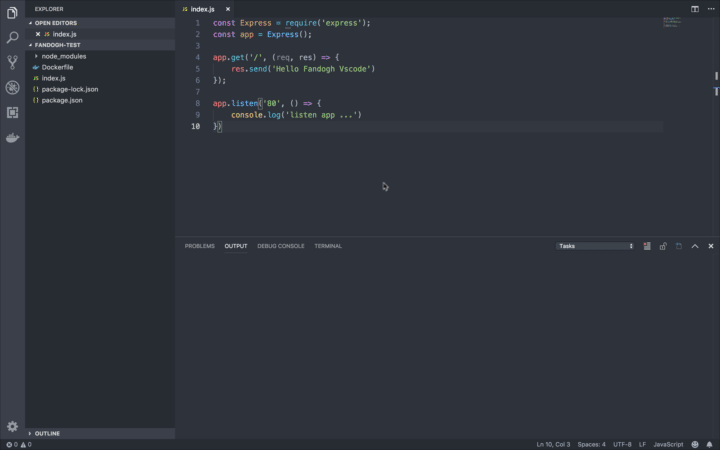 EXPLORER
OPEN EDITORS
index.js
FANDOGH-TEST
node_modules
Dockerfile
index.js
package-lock.json
package.json
OUTLINE
index.js
1 const Express = require('express');
2 const app = Express();
3
4 app.get('/', (req, res) => {
5 res.send('Hello Fandogh Vscode')
6 });
7
8 app.listen('80', () => {
9 console.log('listen app ...')
10 })
PROBLEMS OUTPUT DEBUG CONSOLE TERMINAL Tasks
0 0 Ln 10, Col 3 Spaces: 4 UTF-8 LF JavaScript